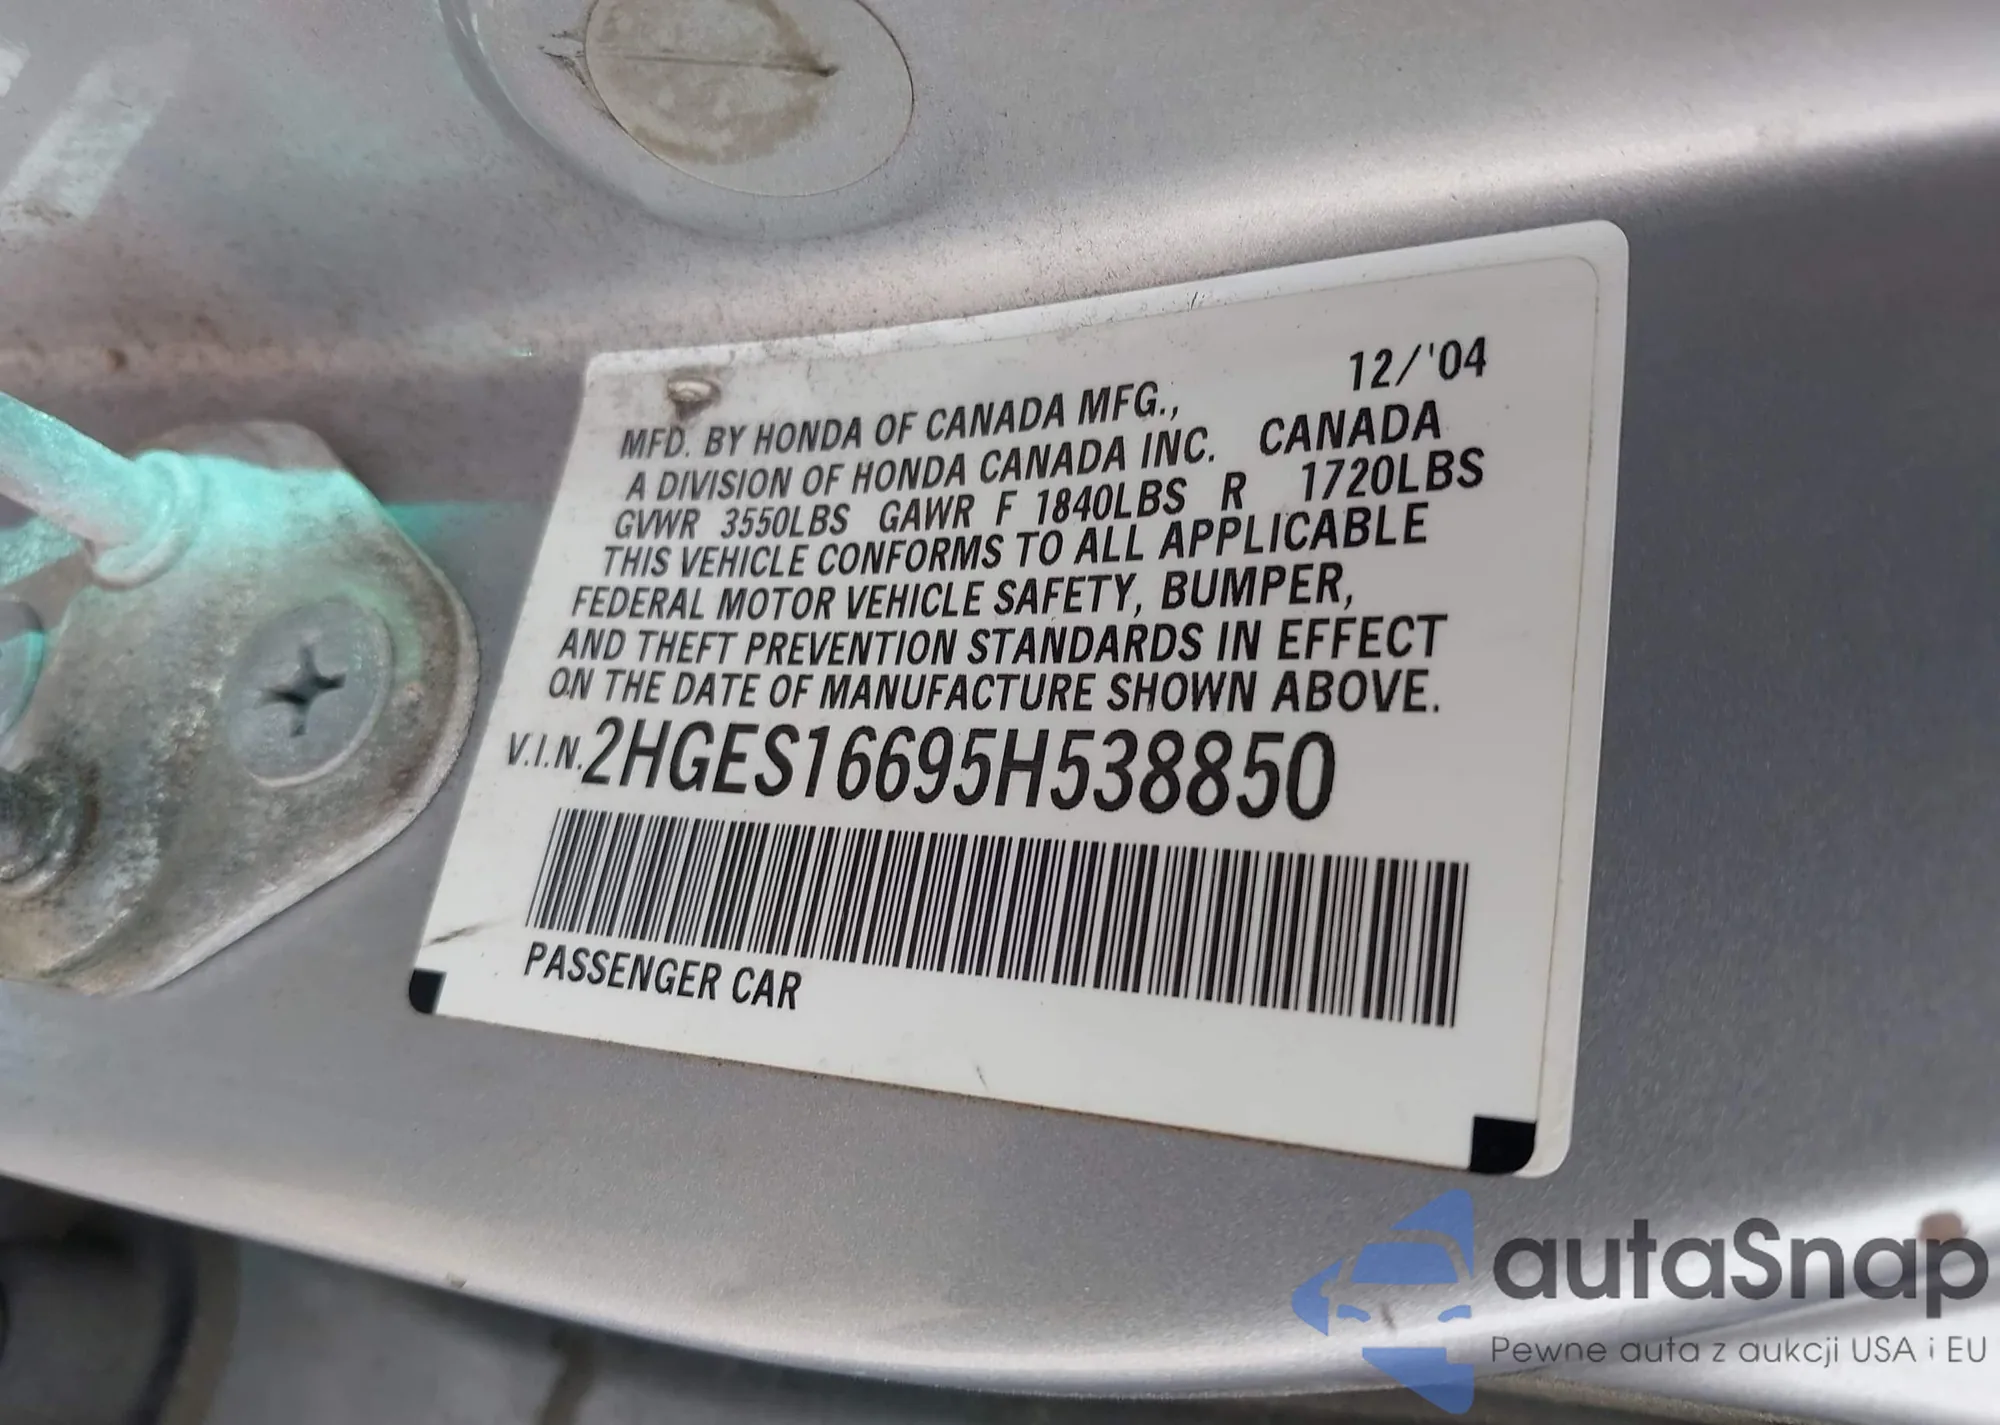 12/'04
MFD. BY HONDA OF CANADA MFG.,
A DIVISION OF HONDA CANADA INC. CANADA
GVWR 3550LBS GAWR F 1840LBS R 1720LBS
THIS VEHICLE CONFORMS TO ALL APPLICABLE
FEDERAL MOTOR VEHICLE SAFETY, BUMPER,
AND THEFT PREVENTION STANDARDS IN EFFECT
ON THE DATE OF MANUFACTURE SHOWN ABOVE.
V.I.N. 2HGES16695H538850
PASSENGER CAR
autaSnap
Pewne auta z aukcji USA i EU